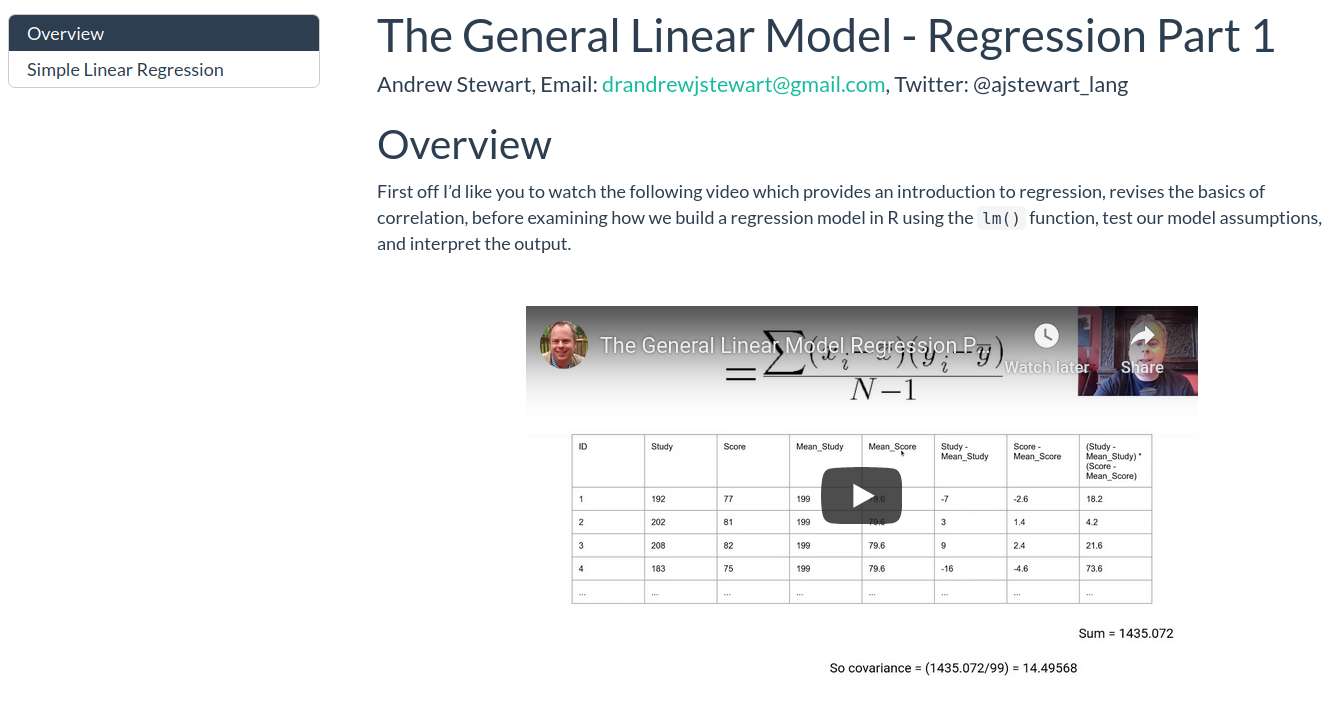 Overview
Simple Linear Regression
The General Linear Model - Regression Part 1
Andrew Stewart, Email: drandrewjstewart@gmail.com, Twitter: @ajstewart_lang
Overview
First off I’d like you to watch the following video which provides an introduction to regression, revises the basics of
correlation, before examining how we build a regression model in R using the lm() function, test our model assumptions,
and interpret the output.
The General Linear Model Regression P...
Watch later
Share
= ∑(x_i − x̅)(y_i − y̅)
N − 1
ID Study Score Mean_Study Mean_Score Study - Mean_Study Score - Mean_Score (Study - Mean_Study) * (Score - Mean_Score)
1 192 77 199 79.6 -7 -2.6 18.2
2 202 81 199 79.6 3 1.4 4.2
3 208 82 199 79.6 9 2.4 21.6
4 183 75 199 79.6 -16 -4.6 73.6
... ... ... ... ... ... ... ...
Sum = 1435.072
So covariance = (1435.072/99) = 14.49568